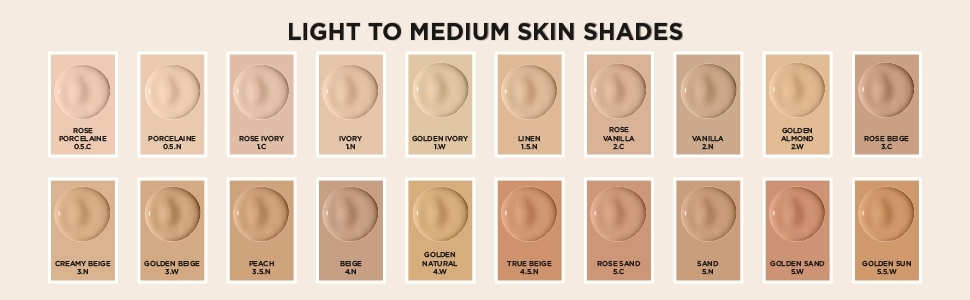 LIGHT TO MEDIUM SKIN SHADES
ROSE
PORCELAINE
0.5.C
PORCELAINE
0.5.N
ROSE IVORY
1.C
IVORY
1.N
GOLDEN IVORY
1.W
LINEN
1.5.N
ROSE
VANILLA
2.C
VANILLA
2.N
GOLDEN
ALMOND
2.W
ROSE BEIGE
3.C
CREAMY BEIGE
3.N
GOLDEN BEIGE
3.W
PEACH
3.5.N
BEIGE
4.N
GOLDEN
NATURAL
4.W
TRUE BEIGE
4.5.N
ROSE SAND
5.C
SAND
5.N
GOLDEN SAND
5.W
GOLDEN SUN
5.5.W